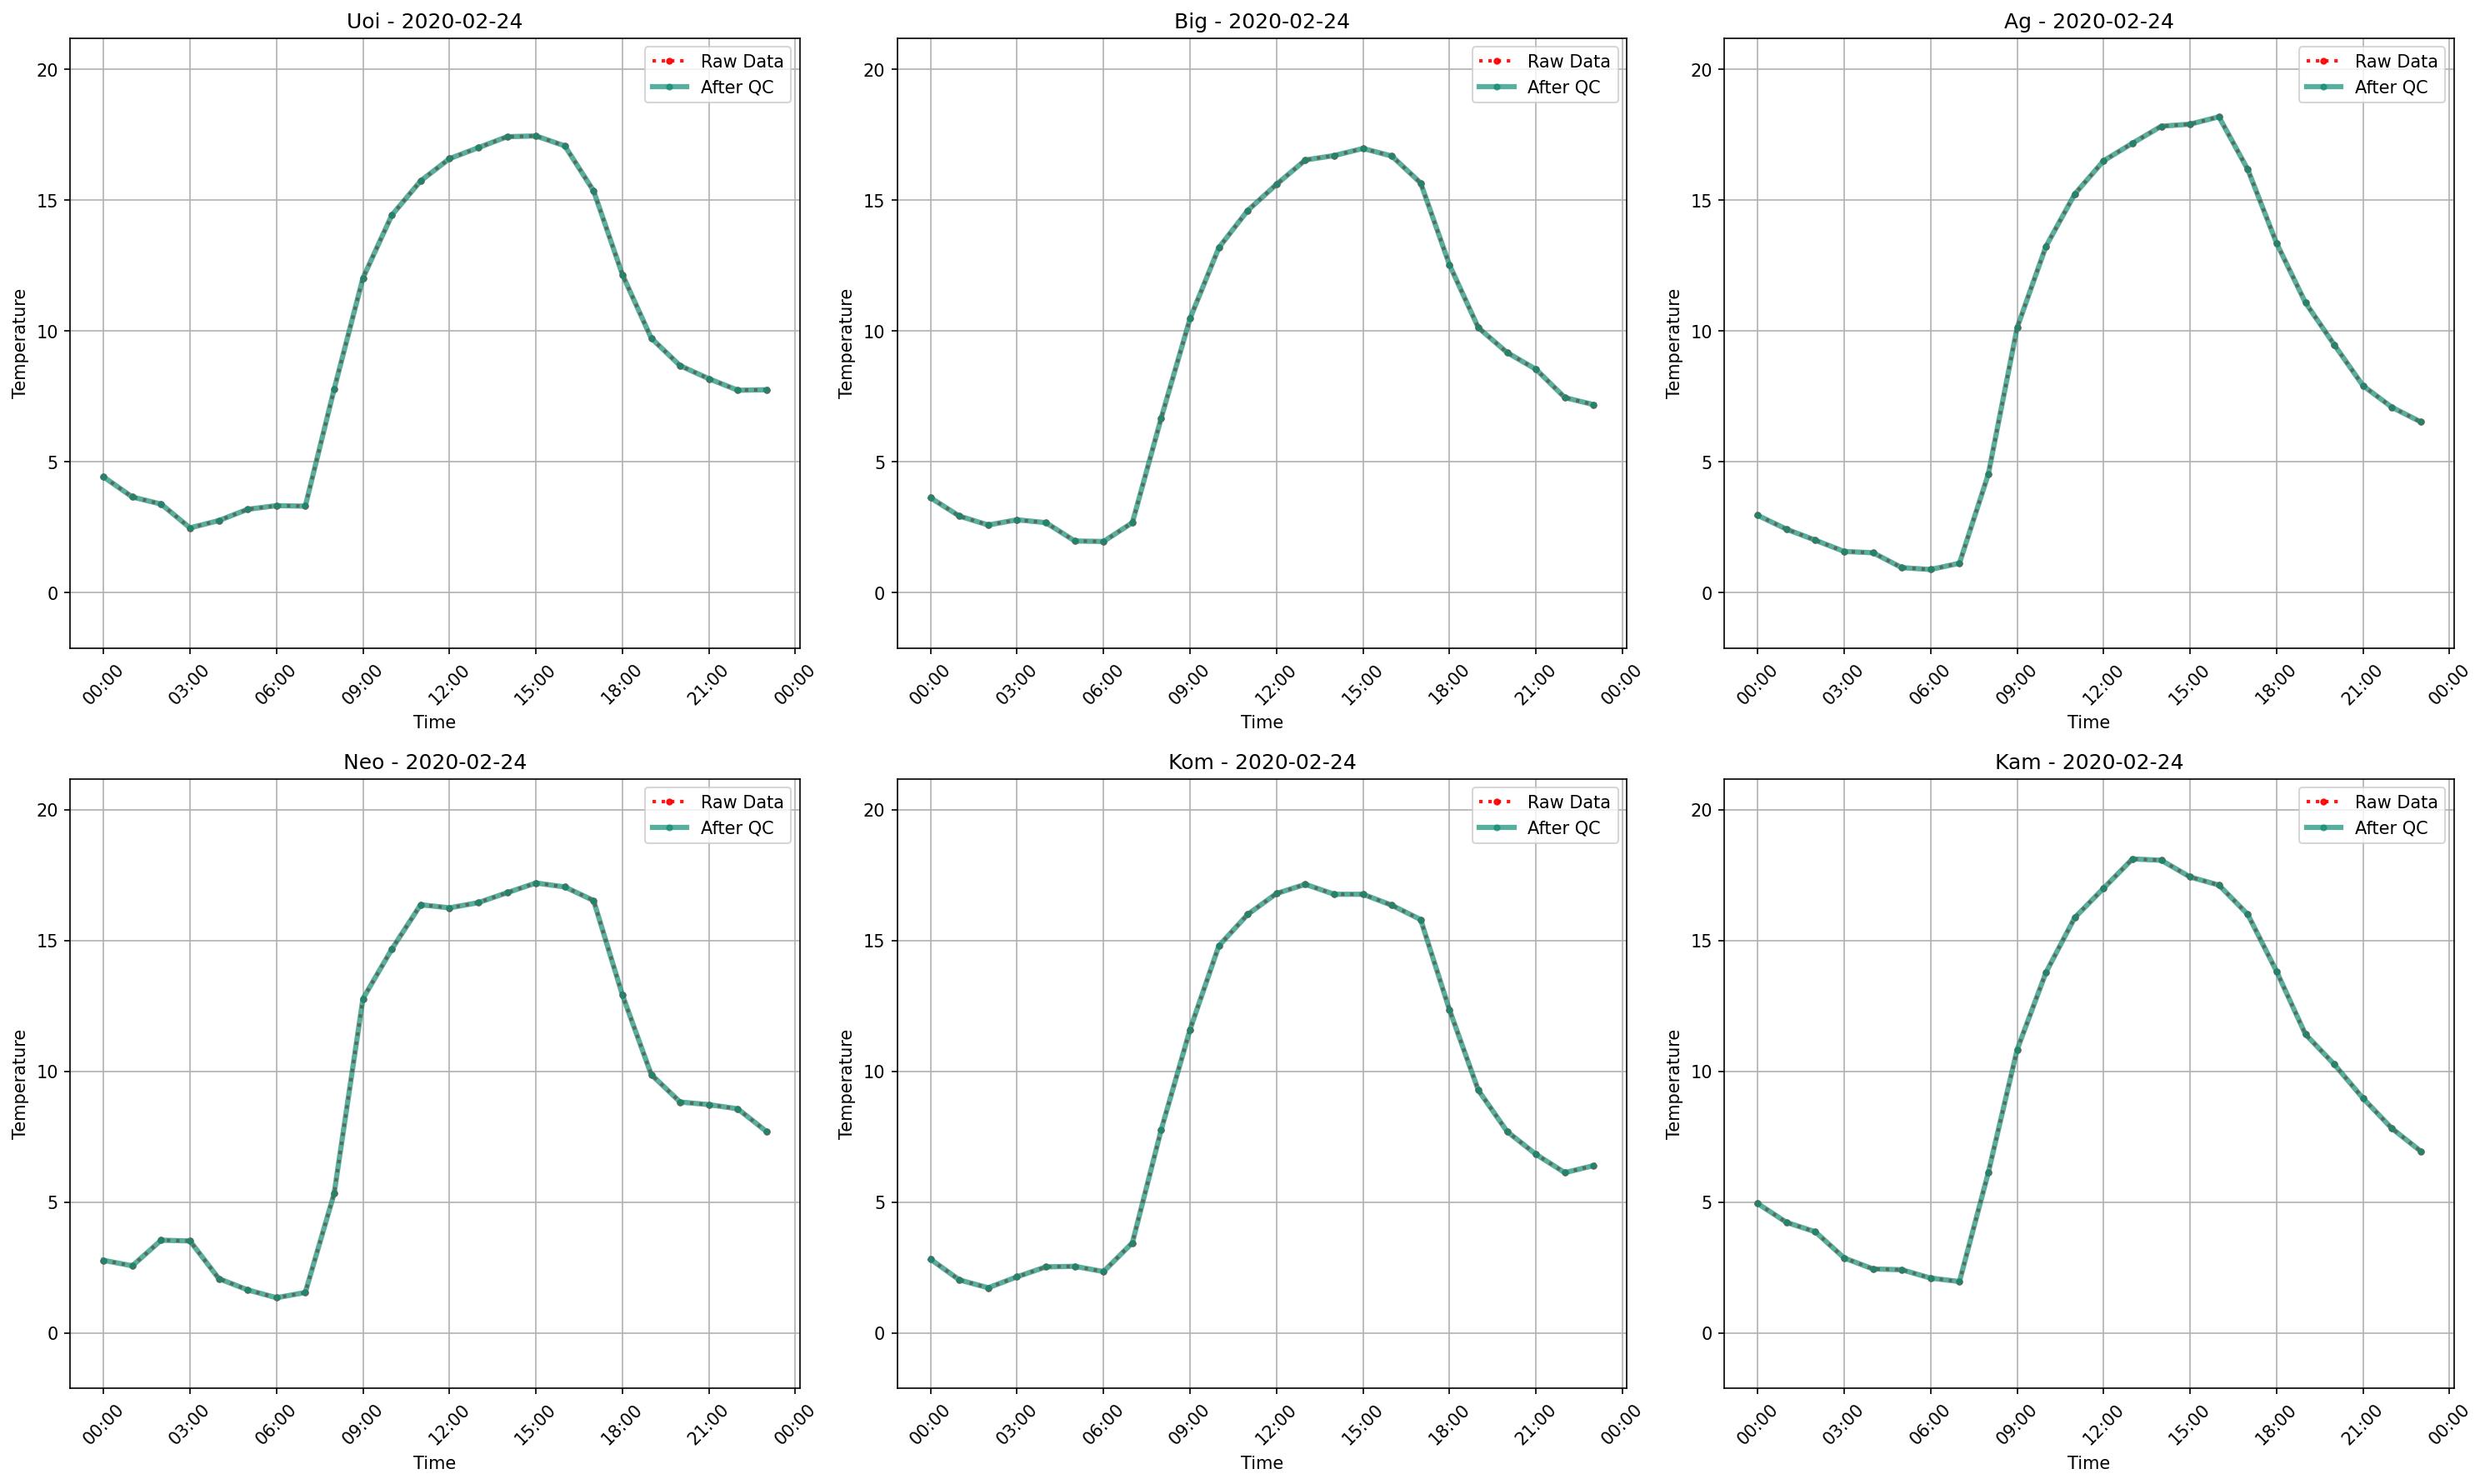 Uoi - 2020-02-24
Raw Data
After QC
20
15
10
5
0
Temperature
00:00
03:00
06:00
09:00
12:00
15:00
18:00
21:00
00:00
Time
Big - 2020-02-24
Raw Data
After QC
20
15
10
5
0
Temperature
00:00
03:00
06:00
09:00
12:00
15:00
18:00
21:00
00:00
Time
Ag - 2020-02-24
Raw Data
After QC
20
15
10
5
0
Temperature
00:00
03:00
06:00
09:00
12:00
15:00
18:00
21:00
00:00
Time
Neo - 2020-02-24
Raw Data
After QC
20
15
10
5
0
Temperature
00:00
03:00
06:00
09:00
12:00
15:00
18:00
21:00
00:00
Time
Kom - 2020-02-24
Raw Data
After QC
20
15
10
5
0
Temperature
00:00
03:00
06:00
09:00
12:00
15:00
18:00
21:00
00:00
Time
Kam - 2020-02-24
Raw Data
After QC
20
15
10
5
0
Temperature
00:00
03:00
06:00
09:00
12:00
15:00
18:00
21:00
00:00
Time